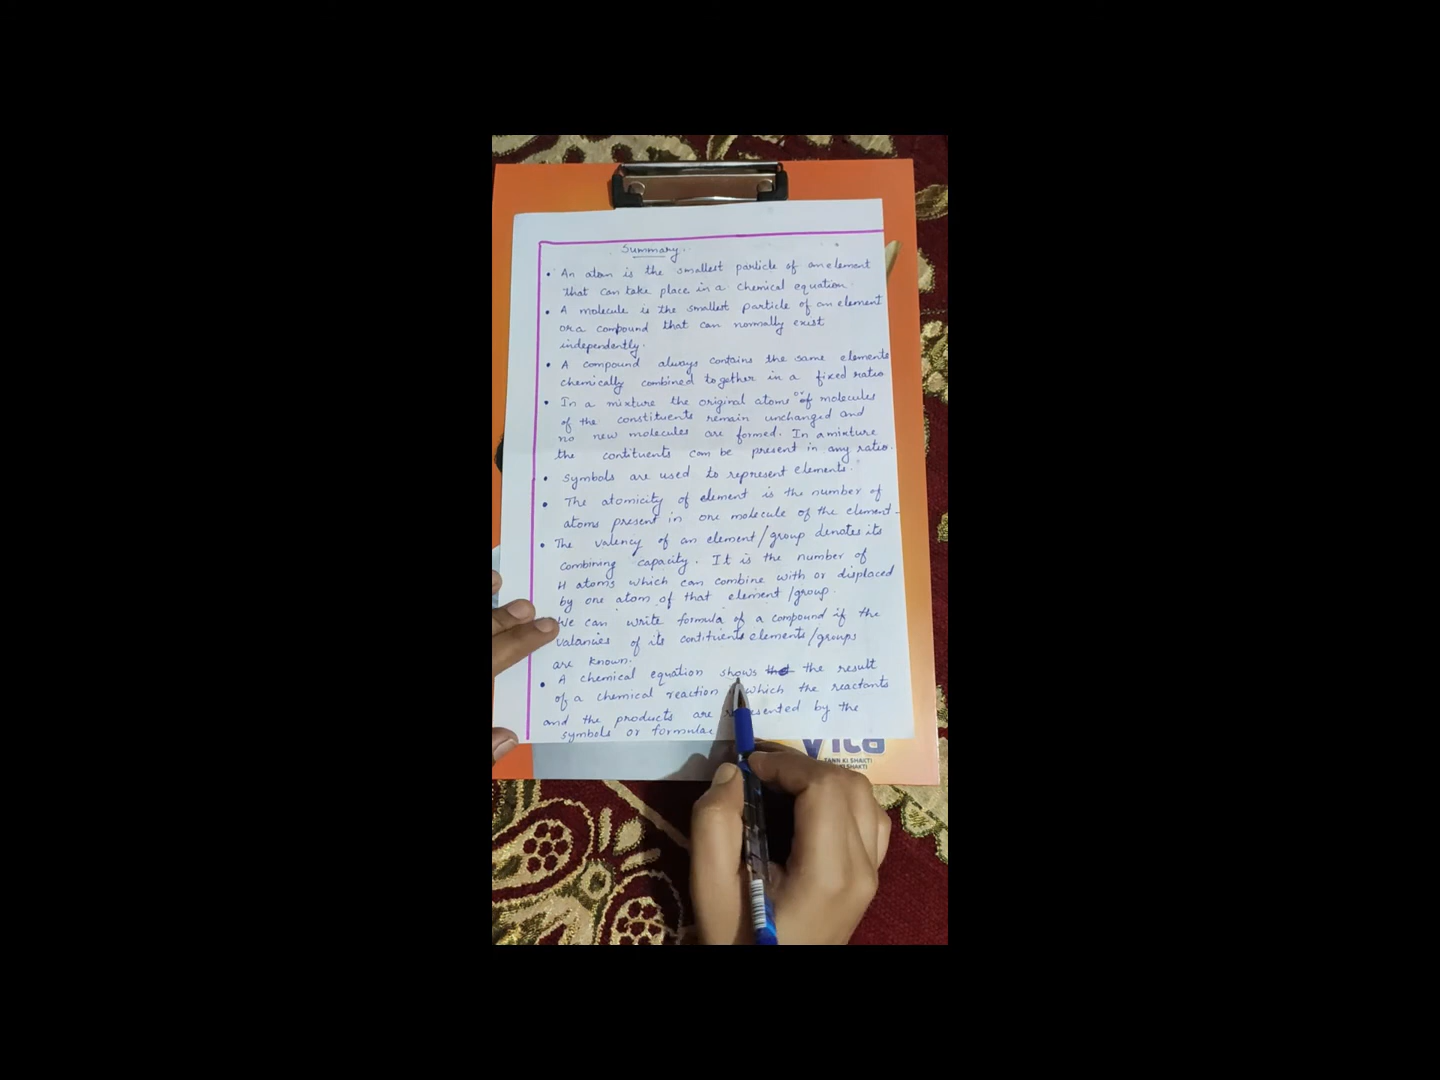 Summary.
An atom is the smallest particle of an element
that can take place in a chemical equation.
A molecule is the smallest particle of an element
or a compound that can normally exist
independently.
A compound always contains the same elements
chemically combined together in a fixed ratio
In a mixture the original atoms or of molecules
of the constituents remain unchanged and
no new molecules are formed. In a mixture
the contituents can be present in any ratio.
Symbols are used to represent elements.
The atomicity of element is the number of
atoms present in one molecule of the element-
The valency of an element/group denotes its
combining capacity. It is the number of
H atoms which can combine with or displaced
by one atom of that element/group.
We can write formula of a compound if the
valancies of its contituents elements/groups
are known.
A chemical equation shows the result
of a chemical reaction which the reactants
and the products are represented by the
symbols or formulae
Vita
TANN KI SHAKTI
KI SHAKTI